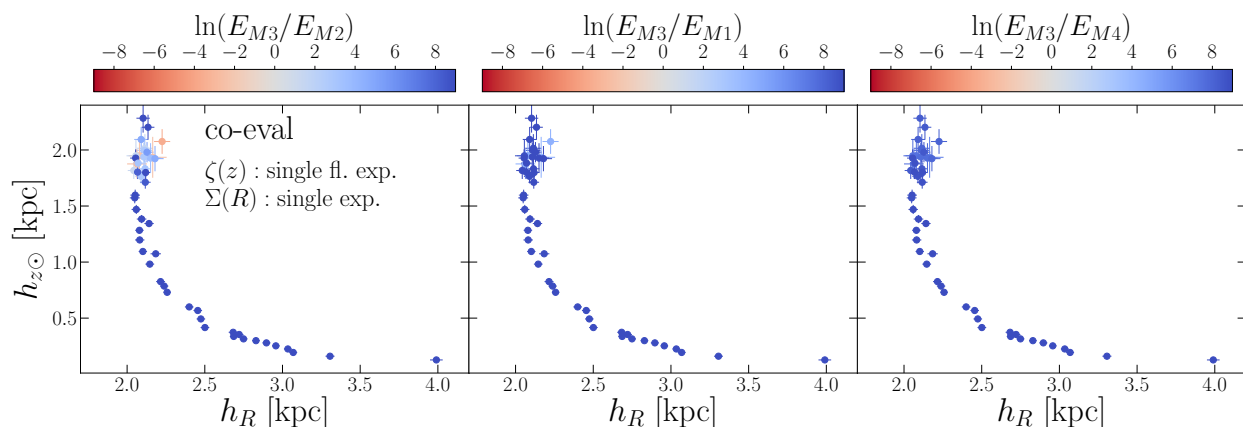 ln(E_{M3}/E_{M2}) ln(E_{M3}/E_{M1}) ln(E_{M3}/E_{M4})
−8 −6 −4 −2 0 2 4 6 8 −8 −6 −4 −2 0 2 4 6 8 −8 −6 −4 −2 0 2 4 6 8
co-eval
ζ(z) : single fl. exp.
Σ(R) : single exp.
2.0
1.5
1.0
0.5
h_{z⊙} [kpc]
2.0 2.5 3.0 3.5 4.0 2.0 2.5 3.0 3.5 4.0 2.0 2.5 3.0 3.5 4.0
h_R [kpc] h_R [kpc] h_R [kpc]